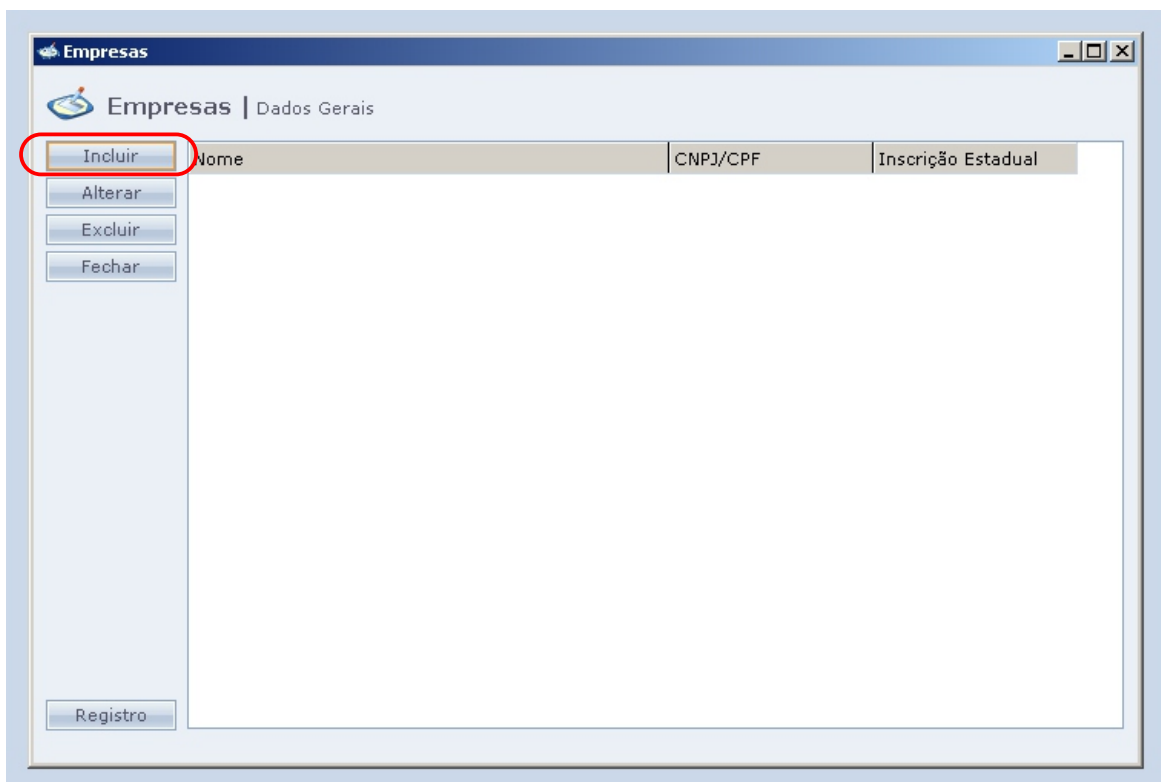 Empresas
Empresas | Dados Gerais
Incluir
Nome CNPJ/CPF Inscrição Estadual
Alterar
Excluir
Fechar
Registro